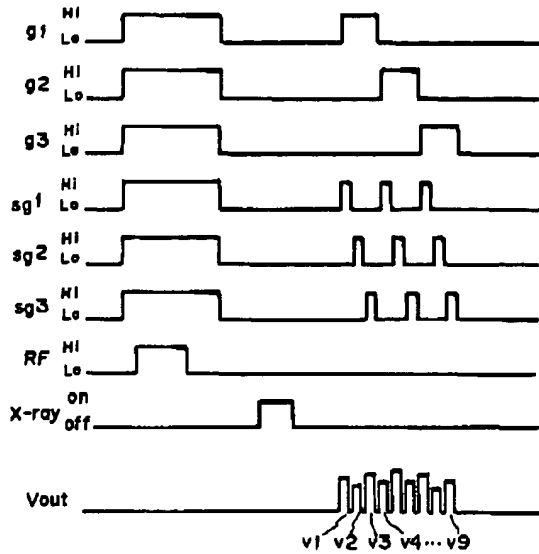 g1 Hi
Lo
g2 Hi
Lo
g3 Hi
Lo
sg1 Hi
Lo
sg2 Hi
Lo
sg3 Hi
Lo
RF Hi
Lo
X-ray on
off
Vout
v1 v2 v3 v4...v9